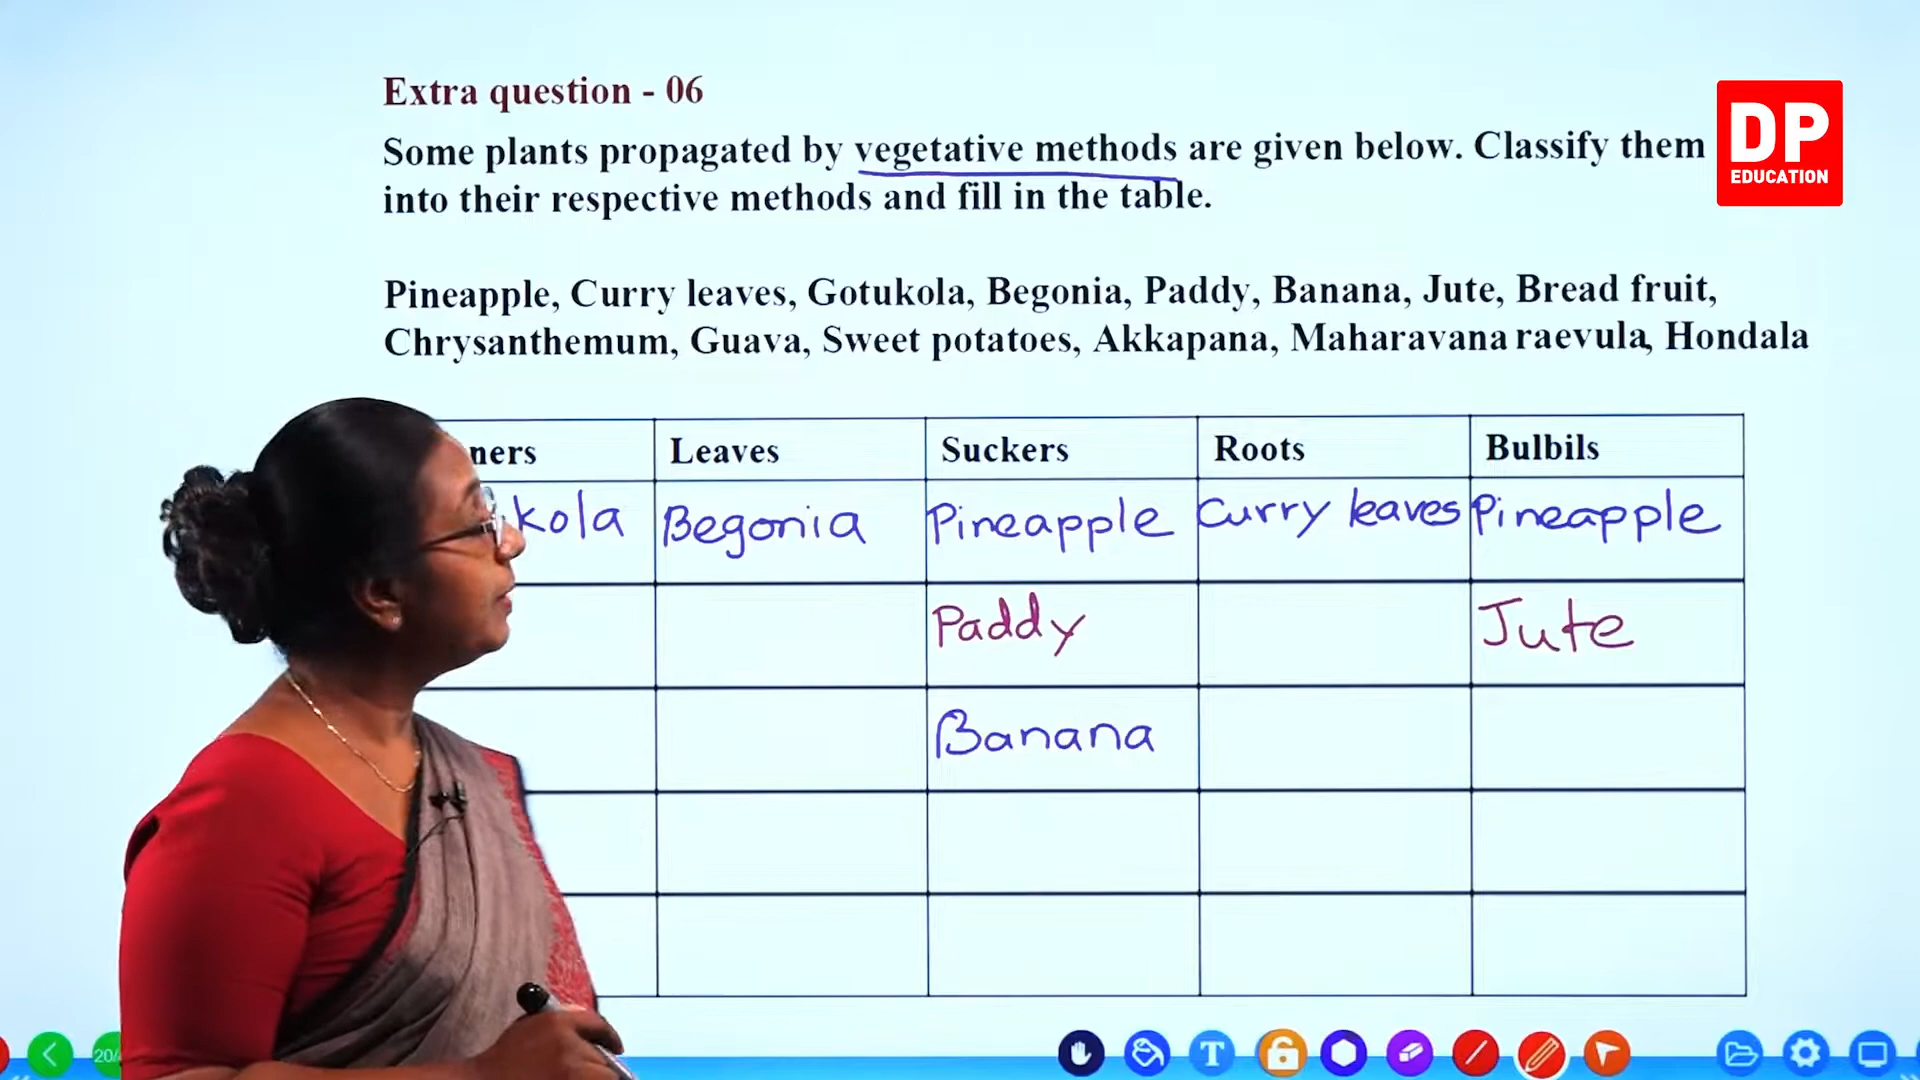 Extra question - 06
Some plants propagated by vegetative methods are given below. Classify them
into their respective methods and fill in the table.
DP
EDUCATION
Pineapple, Curry leaves, Gotukola, Begonia, Paddy, Banana, Jute, Bread fruit,
Chrysanthemum, Guava, Sweet potatoes, Akkapana, Maharavana raevula, Hondala
ners Leaves Suckers Roots Bulbils
kola Begonia Pineapple Curry leaves Pineapple
Paddy Jute
Banana
20/
T